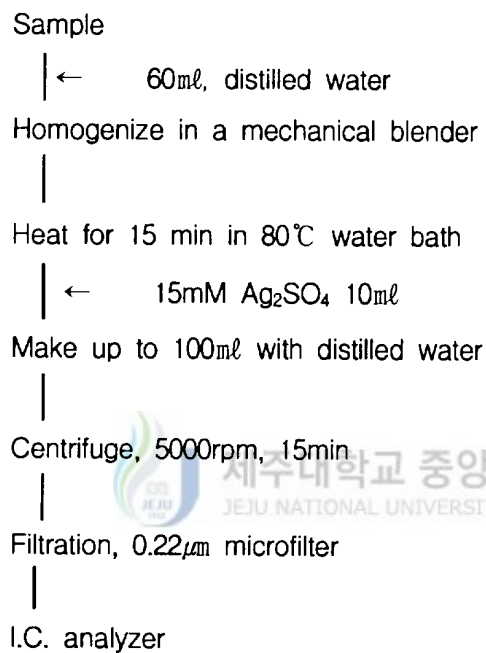 Sample
← 60㎖, distilled water
Homogenize in a mechanical blender
Heat for 15 min in 80℃ water bath
← 15mM Ag₂SO₄ 10㎖
Make up to 100㎖ with distilled water
Centrifuge, 5000rpm, 15min
제주대학교 중앙
JEJU NATIONAL UNIVERSI
JEJU
1952
Filtration, 0.22㎛ microfilter
I.C. analyzer